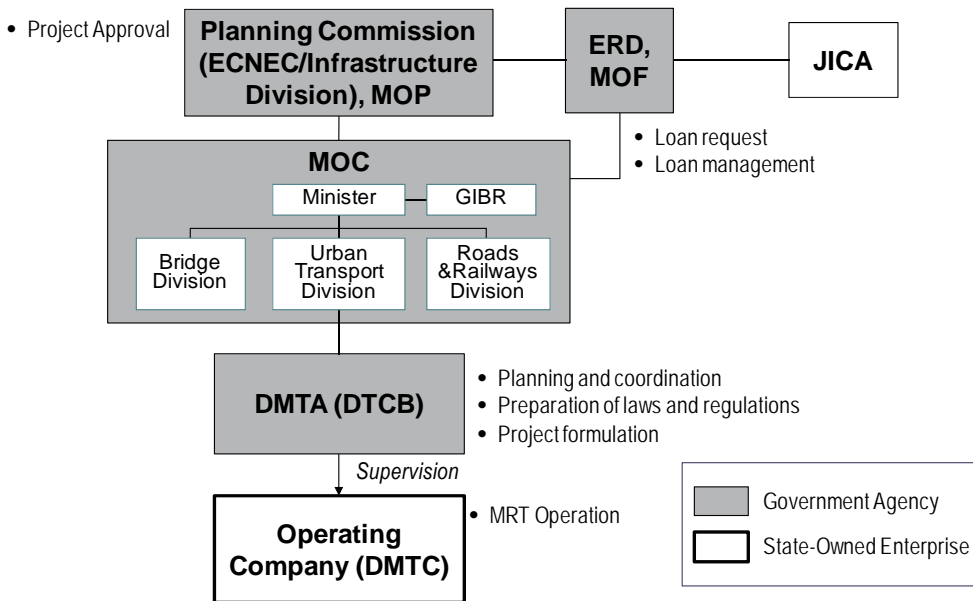 • Project Approval
Planning Commission
(ECNEC/Infrastructure
Division), MOP
ERD,
MOF
JICA
• Loan request
• Loan management
MOC
Minister
GIBR
Bridge
Division
Urban
Transport
Division
Roads
&Railways
Division
DMTA (DTCB)
• Planning and coordination
• Preparation of laws and regulations
• Project formulation
Supervision
Operating
Company (DMTC)
• MRT Operation
Government Agency
State-Owned Enterprise